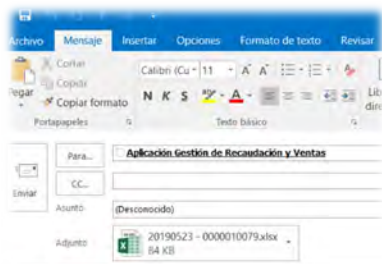 Archivo Mensaje Insertar Opciones Formato de texto Revisar
Cortar
Copiar
Pegar
Copiar formato
Calibri (Cu 11 A A
N K S A
Portapapeles Texto básico
Para... Aplicación Gestión de Recaudación y Ventas
CC...
Enviar
Asunto (Desconocido)
Adjunto 20190523 - 0000010079.xlsx
84 KB